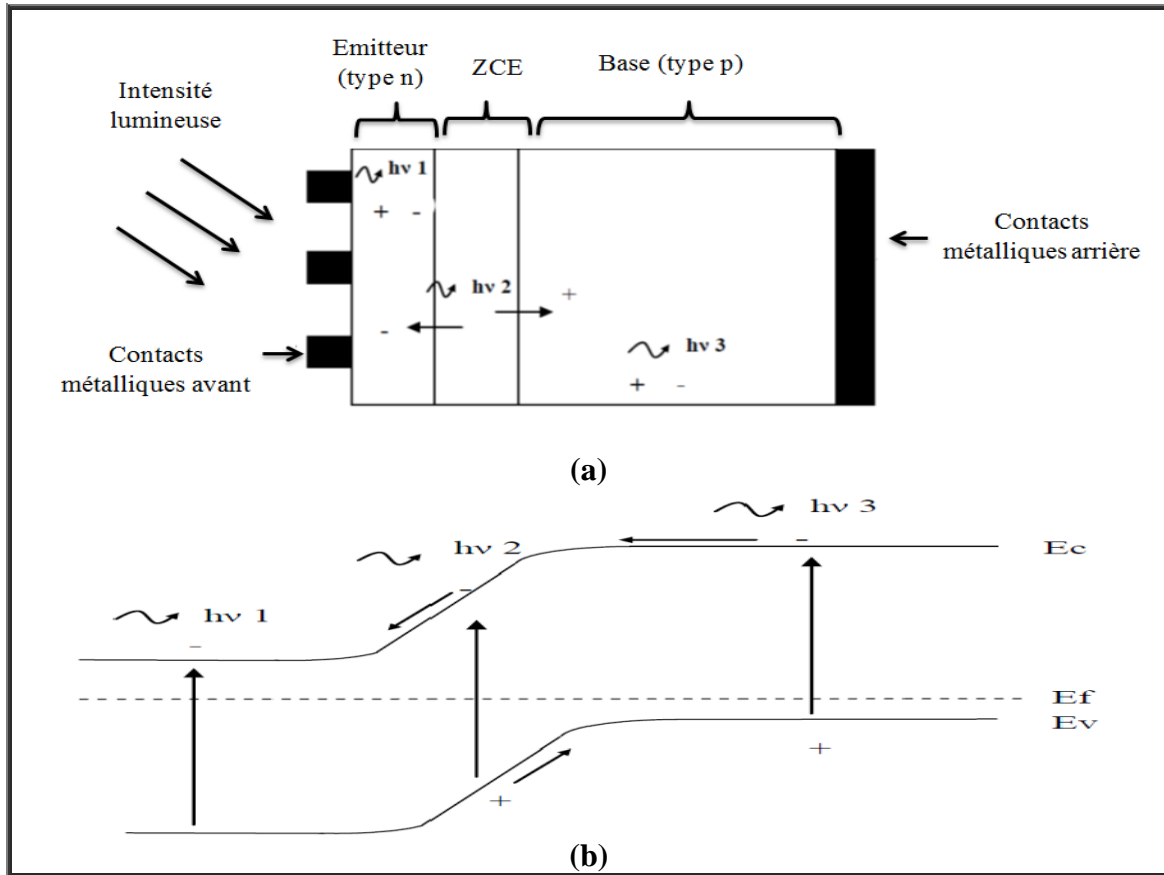 Emitteur
(type n)
ZCE
Base (type p)
Intensité
lumineuse
hν 1
+ -
hν 2
- +
hν 3
+ -
Contacts
métalliques arrière
Contacts
métalliques avant
(a)
hν 3
-
Ec
hν 2
-
hν 1
-
Ef
Ev
+
+
(b)